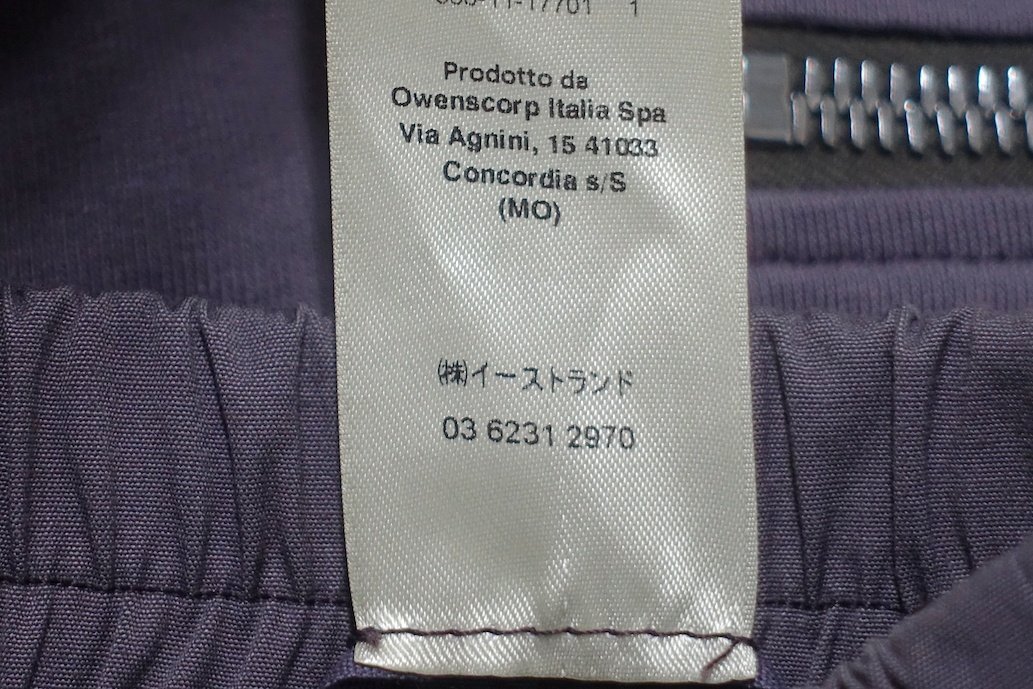 Prodotto da
Owenscorp Italia Spa
Via Agnini, 15 41033
Concordia s/S
(MO)
㈱イーストランド
03 6231 2970